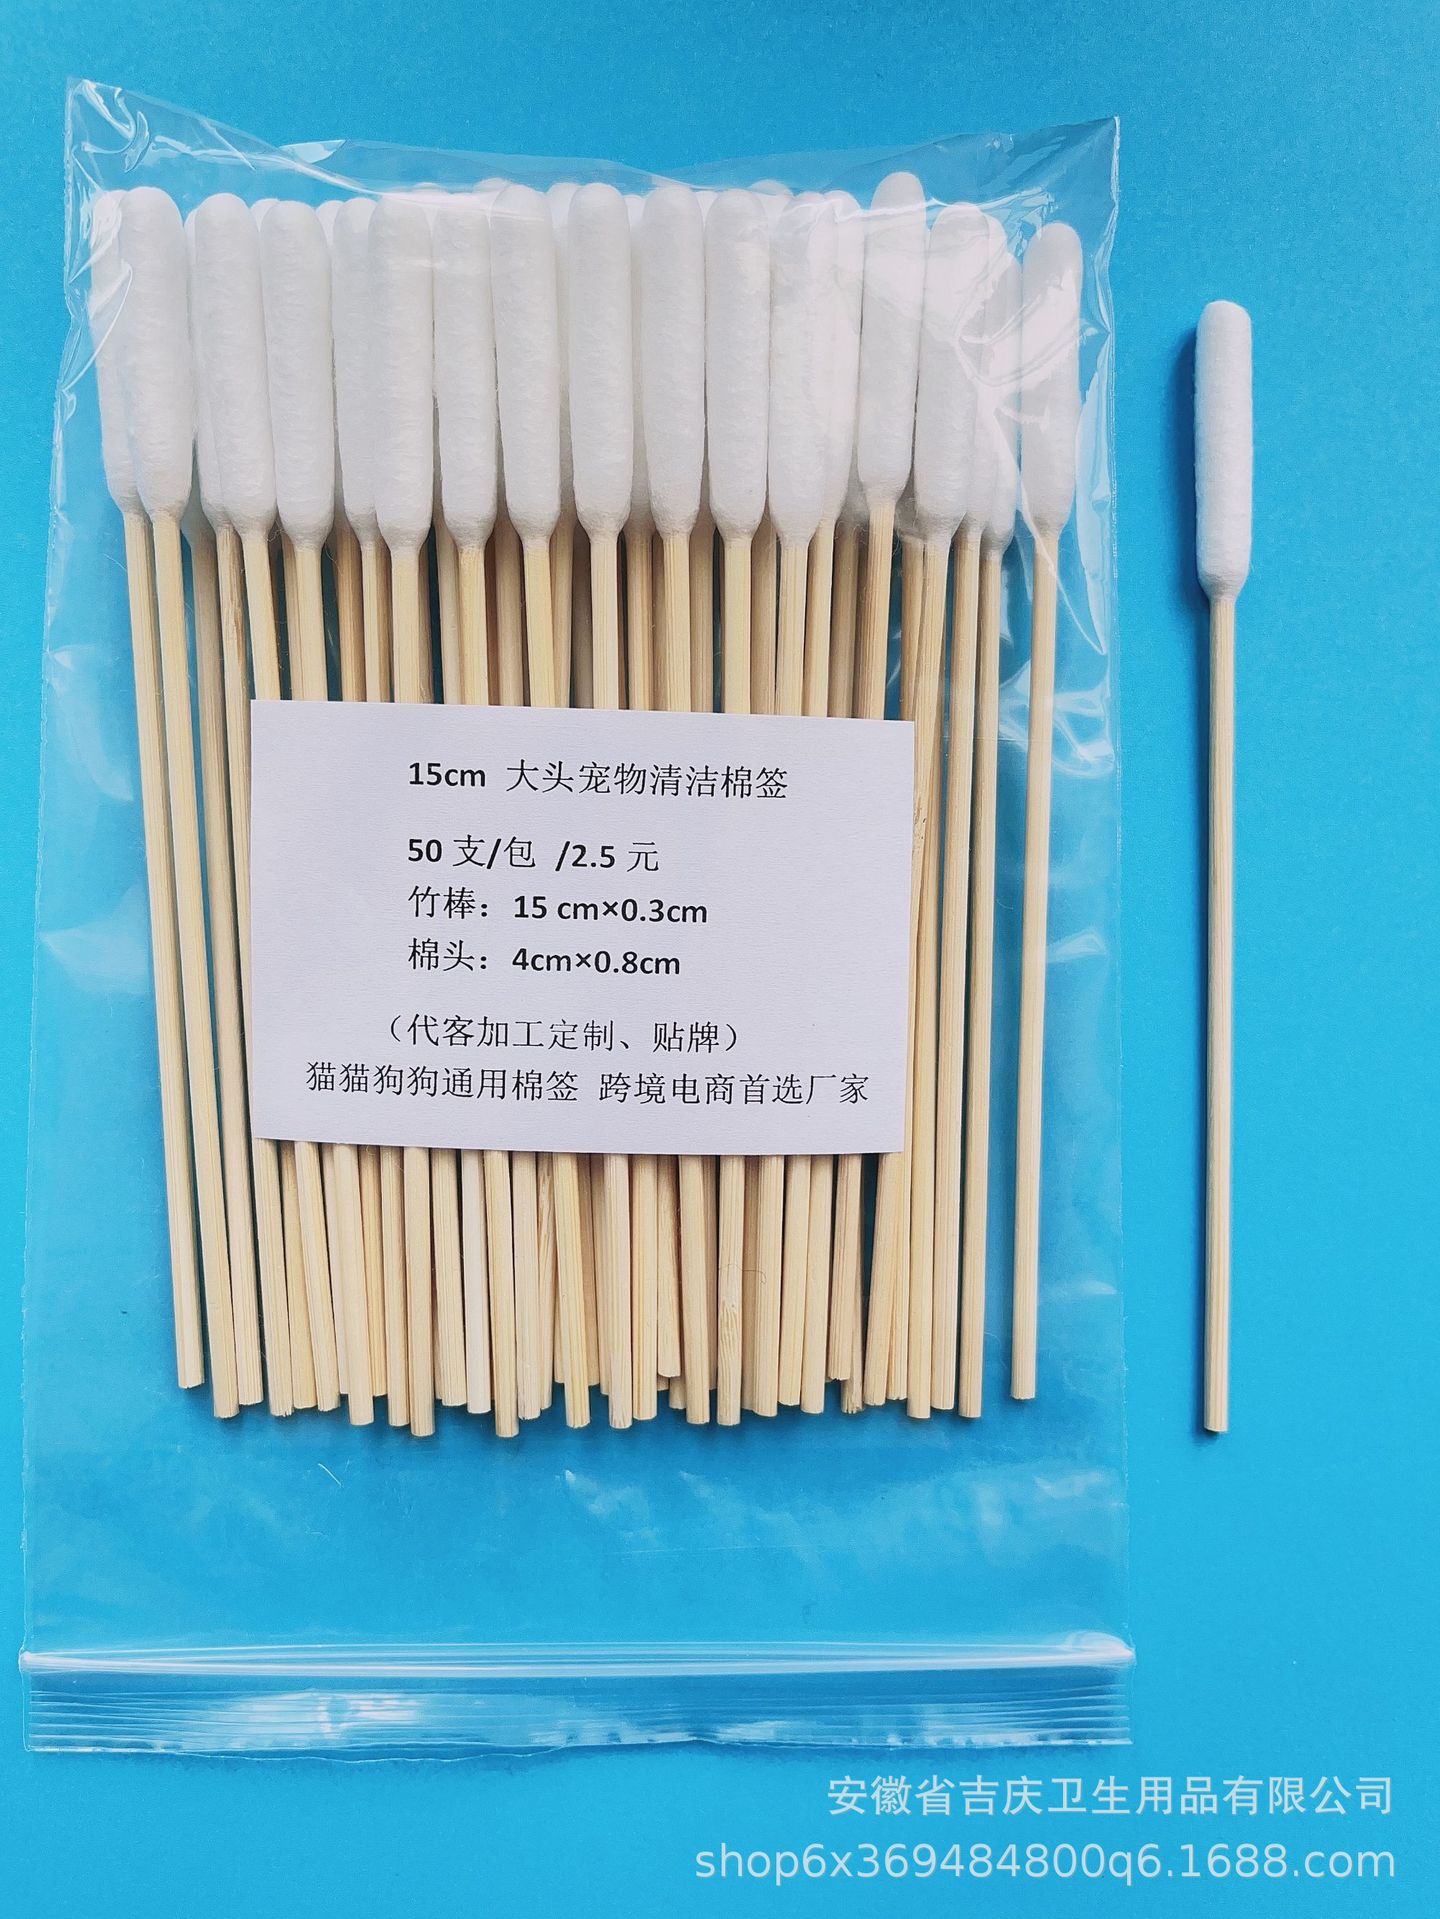 15cm 大头宠物清洁棉签
50 支/包 /2.5 元
竹棒：15 cm×0.3cm
棉头：4cm×0.8cm
（代客加工定制、贴牌）
猫猫狗狗通用棉签 跨境电商首选厂家
安徽省吉庆卫生用品有限公司
shop6x369484800q6.1688.com